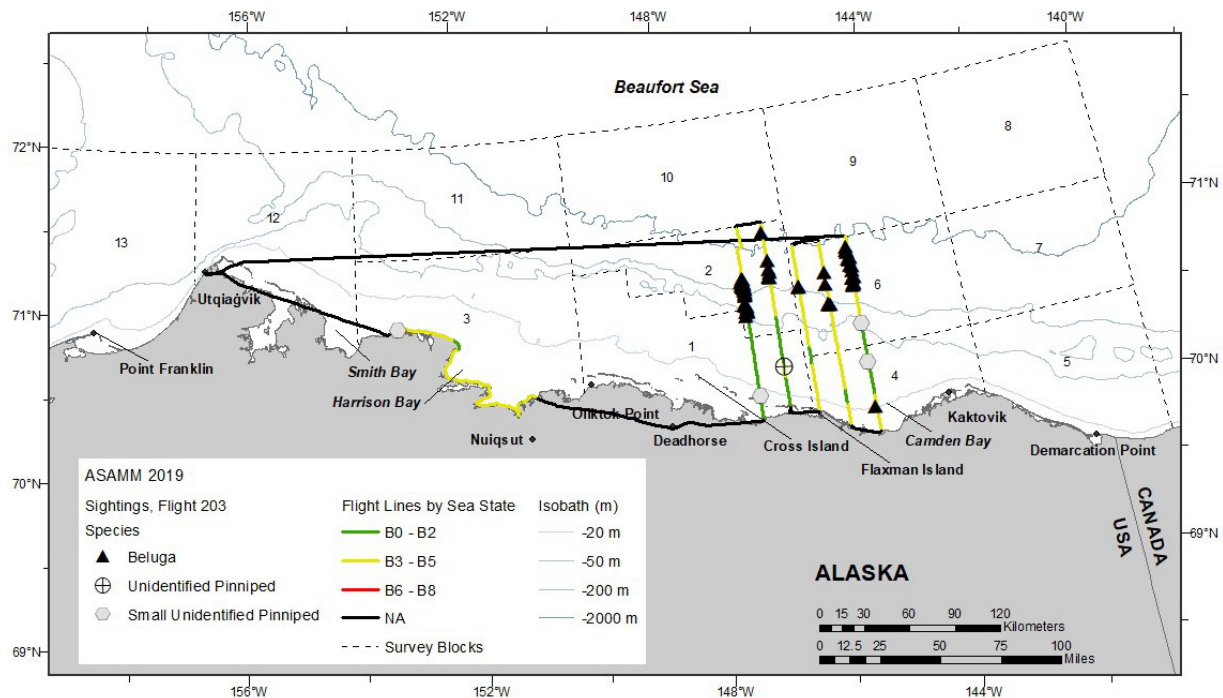 156°W
152°W
148°W
144°W
140°W
Beaufort Sea
8
9
10
72°N
71°N
11
12
13
7
2
6
Utqiaġvik
71°N
3
Point Franklin
Smith Bay
1
70°N
5
4
Harrison Bay
Oliktok Point
Kaktovik
Nuiqsut
Deadhorse
Cross Island
Camden Bay
Flaxman Island
Demarcation Point
ASAMM 2019
Sightings, Flight 203
Species
Beluga
Unidentified Pinniped
Small Unidentified Pinniped
Flight Lines by Sea State
B0 - B2
B3 - B5
B6 - B8
NA
Survey Blocks
Isobath (m)
-20 m
-50 m
-200 m
-2000 m
70°N
69°N
CANADA
USA
ALASKA
0 15 30 60 90 120
Kilometers
0 12.5 25 50 75 100
Miles
69°N
156°W
152°W
148°W
144°W